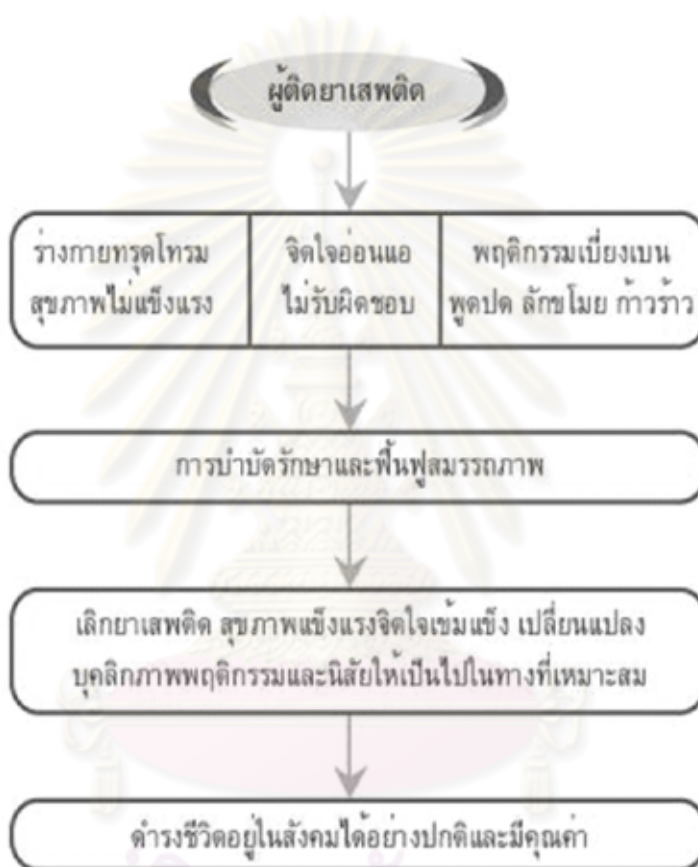 ผู้ติดยาเสพติด
ร่างกายทรุดโทรม
สุขภาพไม่แข็งแรง
จิตใจอ่อนแอ
ไม่รับผิดชอบ
พฤติกรรมเบี่ยงเบน
พูดปด ลักขโมย ก้าวร้าว
การบำบัดรักษาและฟื้นฟูสมรรถภาพ
เลิกยาเสพติด สุขภาพแข็งแรงจิตใจเข้มแข็ง เปลี่ยนแปลง
บุคลิกภาพพฤติกรรมและนิสัยให้เป็นไปในทางที่เหมาะสม
ดำรงชีวิตอยู่ในสังคมได้อย่างปกติและมีคุณค่า